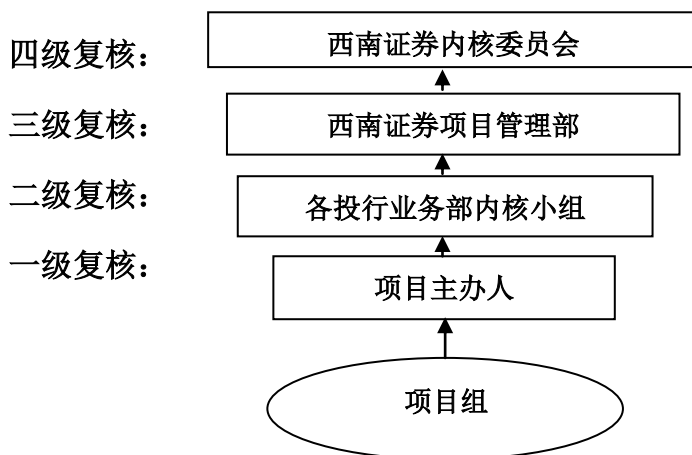 四级复核：
西南证券内核委员会
三级复核：
西南证券项目管理部
二级复核：
各投行业务部内核小组
一级复核：
项目主办人
项目组